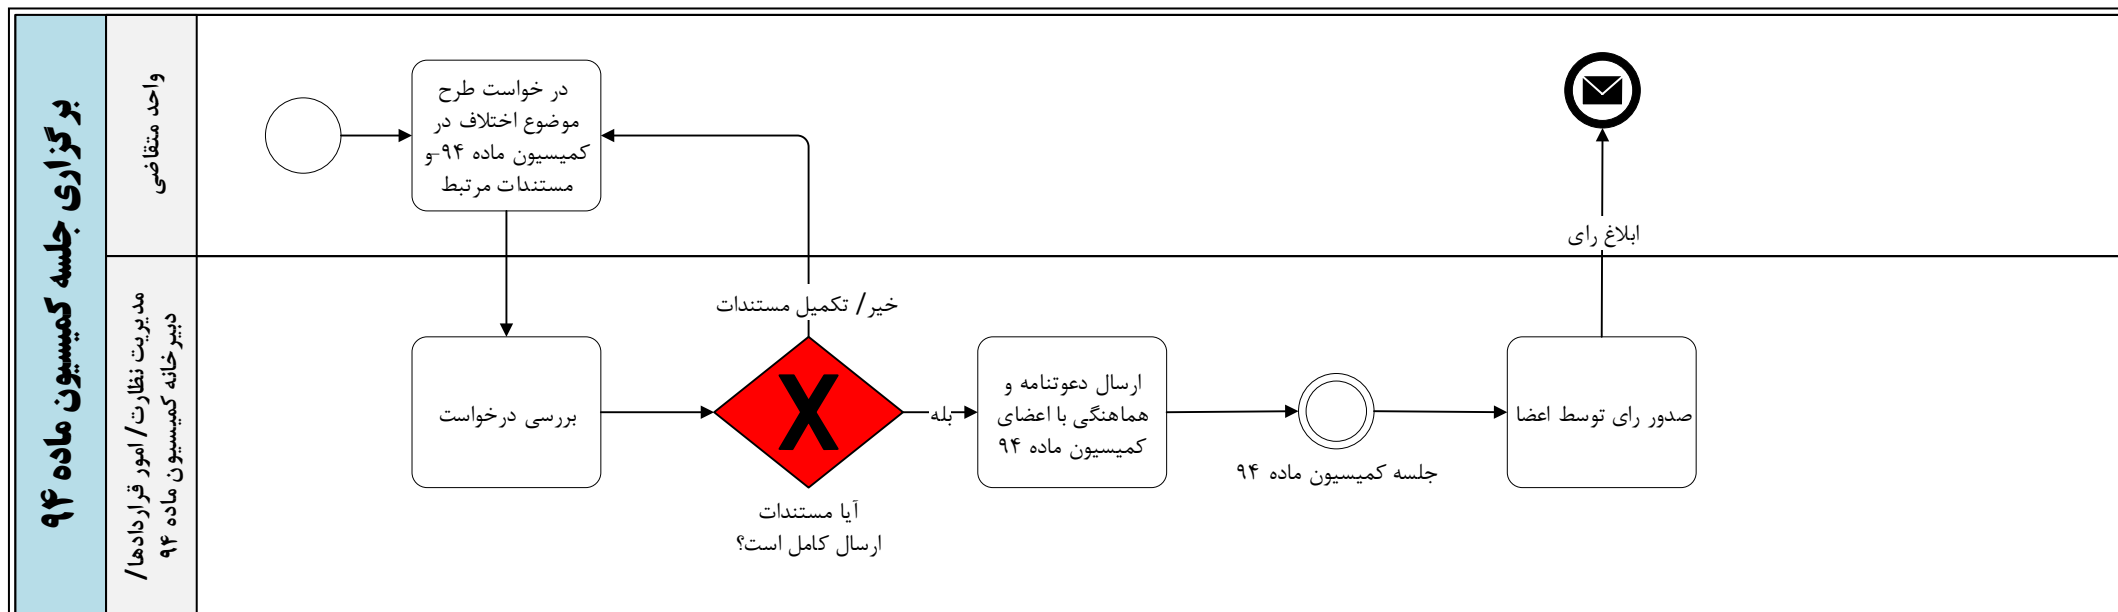 برگزاری جلسه کمیسیون ماده ۹۴
واحد متقاضی
در خواست طرح
موضوع اختلاف در
کمیسیون ماده ۹۴-و
مستندات مرتبط
ابلاغ رای
مدیریت نظارت/ امور قراردادها/
دبیرخانه کمیسیون ماده ۹۴
بررسی درخواست
خیر/ تکمیل مستندات
آیا مستندات
ارسال کامل است؟
بله
ارسال دعوتنامه و
هماهنگی با اعضای
کمیسیون ماده ۹۴
جلسه کمیسیون ماده ۹۴
صدور رای توسط اعضا